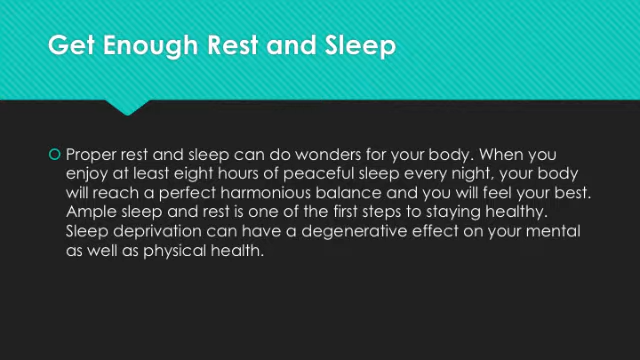 Get Enough Rest and Sleep
Proper rest and sleep can do wonders for your body. When you
enjoy at least eight hours of peaceful sleep every night, your body
will reach a perfect harmonious balance and you will feel your best.
Ample sleep and rest is one of the first steps to staying healthy.
Sleep deprivation can have a degenerative effect on your mental
as well as physical health.